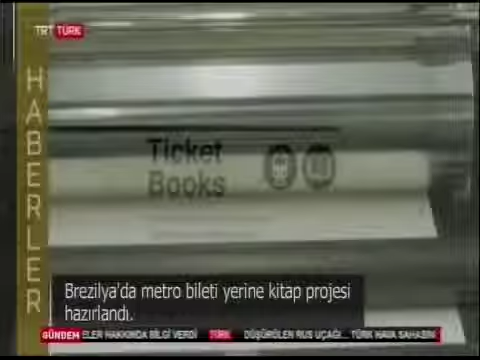 TRT TÜRK
HABERLER
Ticket
Books
Brezilya'da metro bileti yerine kitap projesi
hazırlandı.
GÜNDEM ELER HAKKINDA BİLGİ VERDİ TÜRK DÜŞÜRÜLEN RUS UÇAĞI... TÜRK HAVA SAHASINI